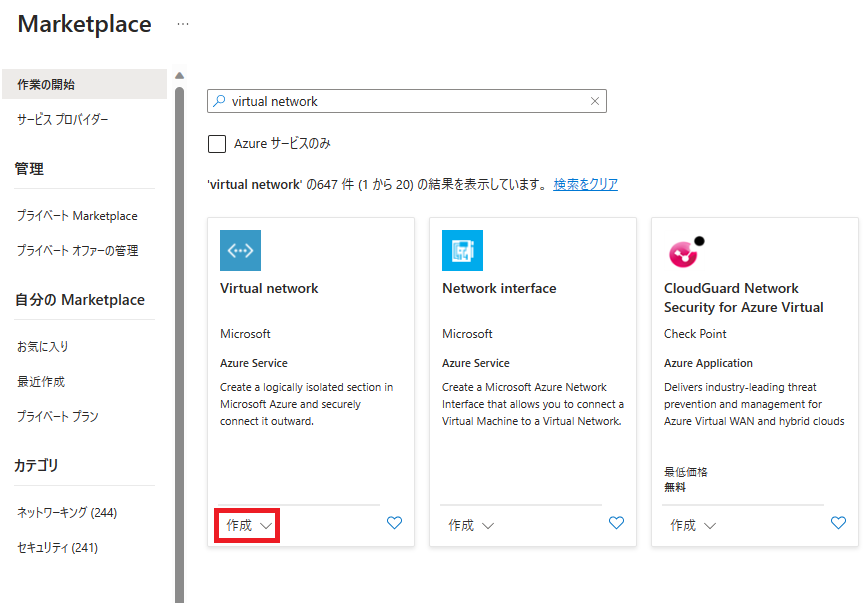 Marketplace
...
作業の開始
サービス プロバイダー
管理
プライベート Marketplace
プライベート オファーの管理
自分の Marketplace
お気に入り
最近作成
プライベート プラン
カテゴリ
ネットワーキング (244)
セキュリティ (241)
virtual network
Azure サービスのみ
'virtual network' の647 件 (1 から 20) の結果を表示しています。 検索をクリア
Virtual network
Microsoft
Azure Service
Create a logically isolated section in
Microsoft Azure and securely
connect it outward.
作成
Network interface
Microsoft
Azure Service
Create a Microsoft Azure Network
Interface that allows you to connect a
Virtual Machine to a Virtual Network.
作成
CloudGuard Network
Security for Azure Virtual
Check Point
Azure Application
Delivers industry-leading threat
prevention and management for
Azure Virtual WAN and hybrid clouds
最低価格
無料
作成